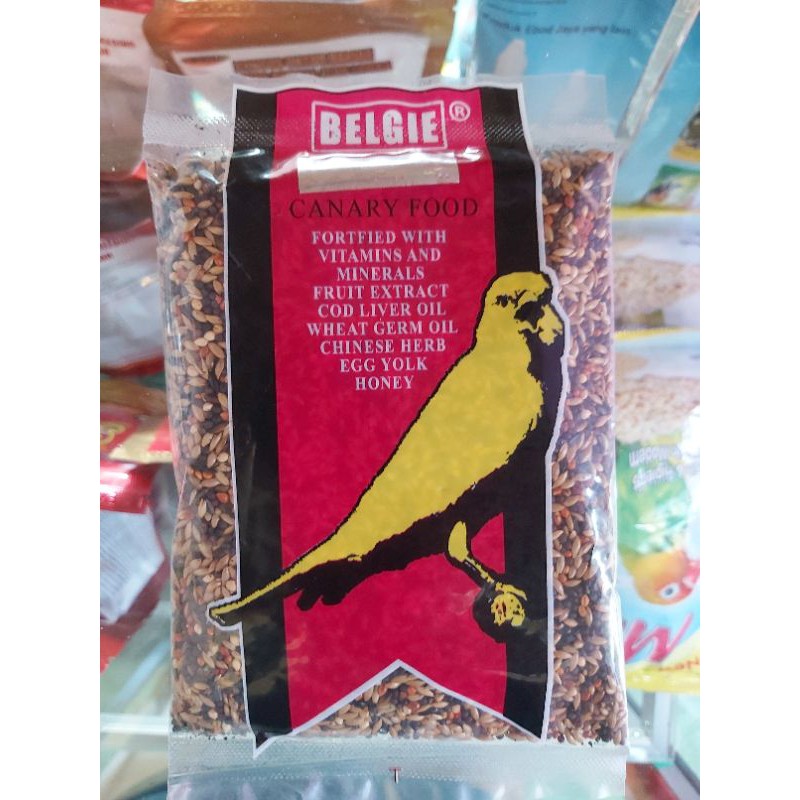 BELGIE®
CANARY FOOD
FORTFIED WITH
VITAMINS AND
MINERALS
FRUIT EXTRACT
COD LIVER OIL
WHEAT GERM OIL
CHINESE HERB
EGG YOLK
HONEY